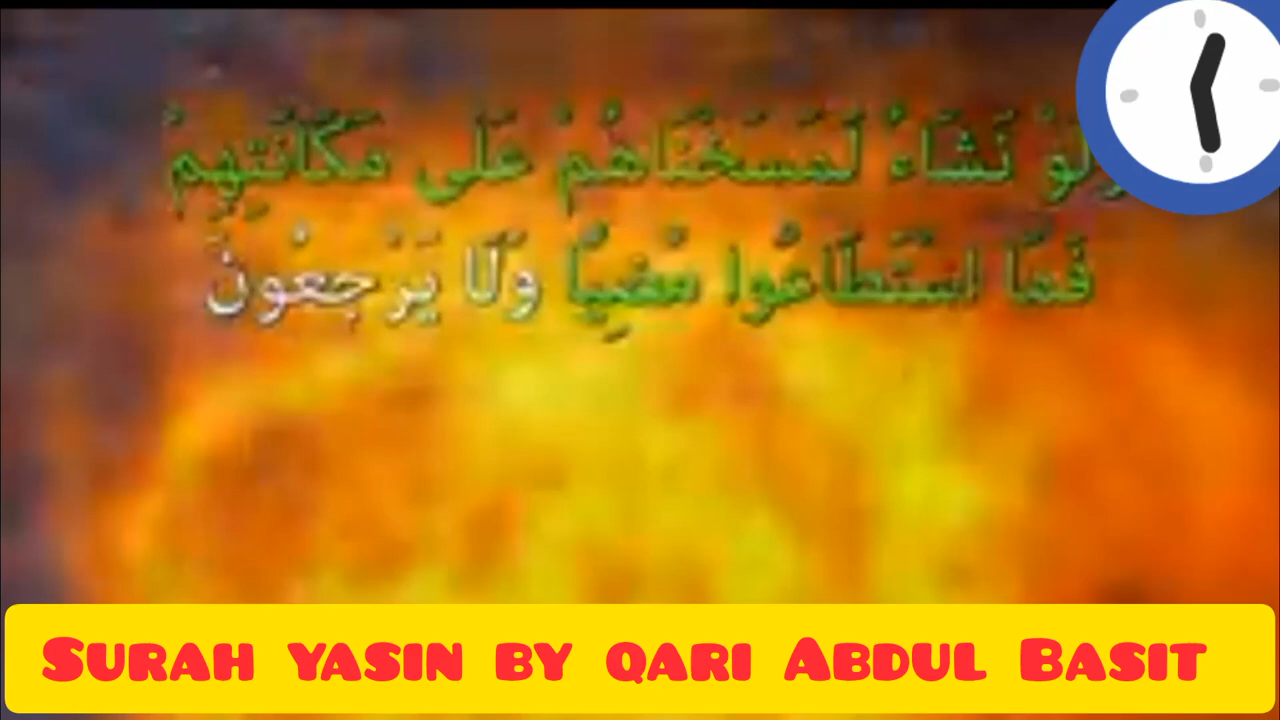 وَلَوْ نَشَاءُ لَمَسَخْنَاهُمْ عَلَى مَكَانَتِهِمْ
فَمَا اسْتَطَاعُوا مُضِيًّا وَلَا يَرْجِعُونَ
Surah yasin by qari Abdul Basit